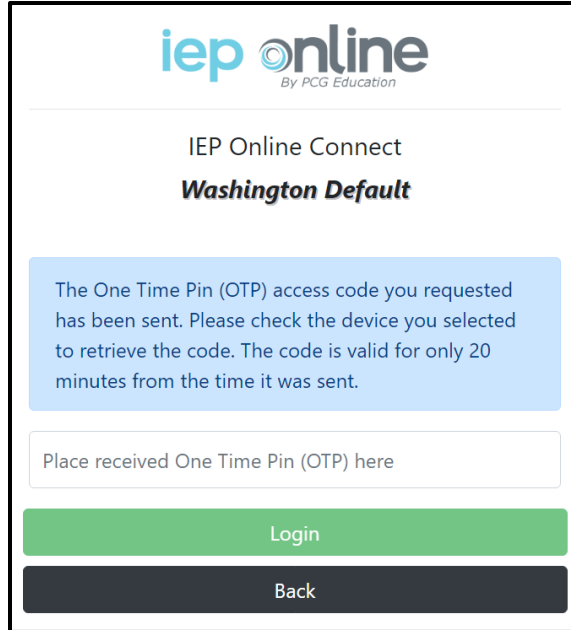 iep online
By PCG Education
IEP Online Connect
Washington Default
The One Time Pin (OTP) access code you requested
has been sent. Please check the device you selected
to retrieve the code. The code is valid for only 20
minutes from the time it was sent.
Place received One Time Pin (OTP) here
Login
Back